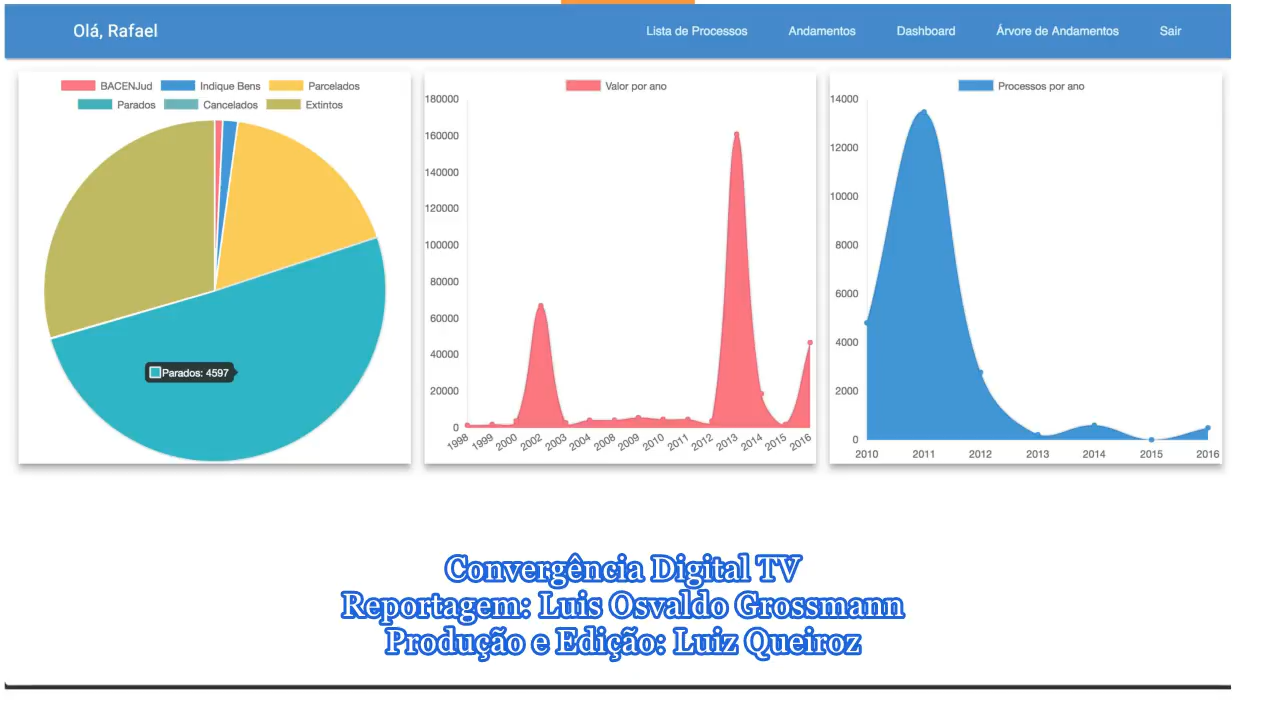 Olá, Rafael
Lista de Processos
Andamentos
Dashboard
Árvore de Andamentos
Sair
BACENJud
Indique Bens
Parcelados
Parados
Cancelados
Extintos
Parados: 4597
Valor por ano
180000
160000
140000
120000
100000
80000
60000
40000
20000
0
1998
1999
2000
2002
2003
2004
2008
2009
2010
2011
2012
2013
2014
2015
2016
Processos por ano
14000
12000
10000
8000
6000
4000
2000
0
2010
2011
2012
2013
2014
2015
2016
Convergência Digital TV
Reportagem: Luis Osvaldo Grossmann
Produção e Edição: Luiz Queiroz